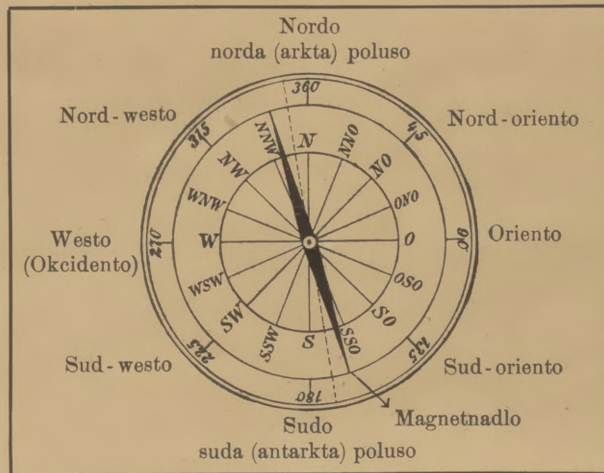 Nordo
norda (arkta) poluso
Nord-westo
Nord-oriento
360
315
45
NNW
N
NNO
NW
NO
WNW
ONO
Westo
(Okcidento)
270
W
O
90
Oriento
WSW
OSO
SW
SO
SSW
S
SSO
225
135
180
Sud-westo
Sud-oriento
Magnetnadlo
Sudo
suda (antarkta) poluso